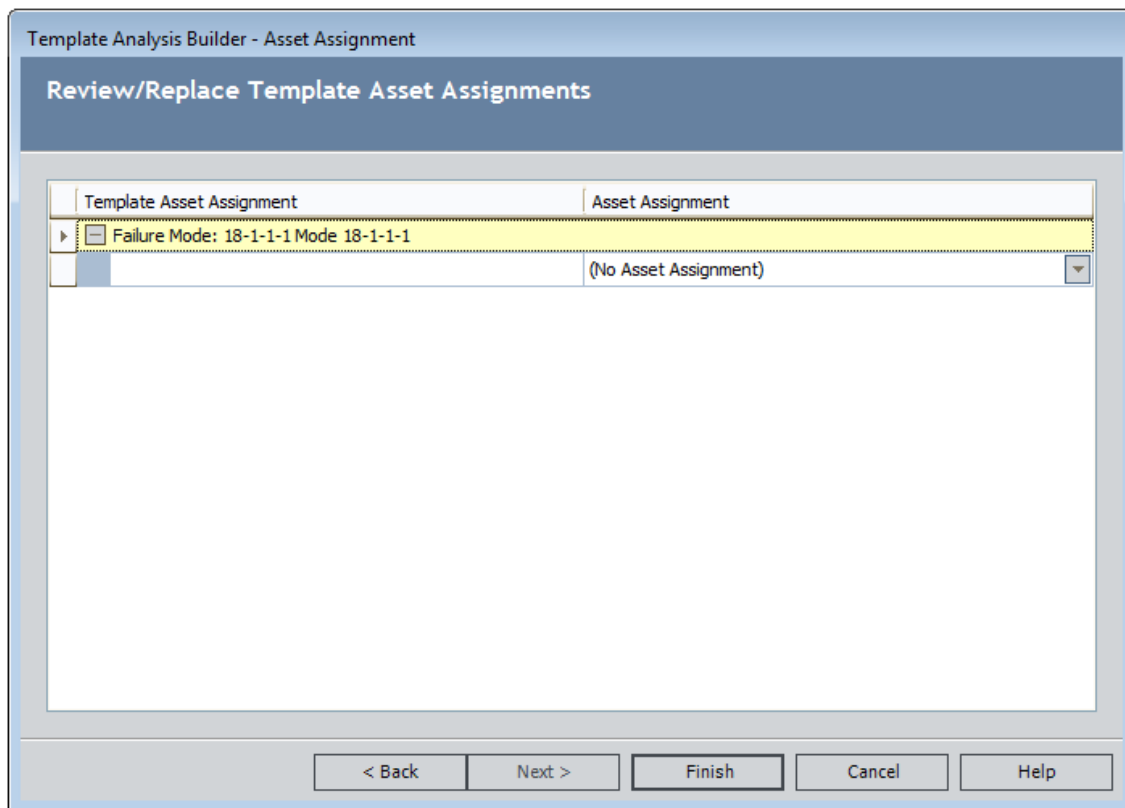 Template Analysis Builder - Asset Assignment
Review/Replace Template Asset Assignments
Template Asset Assignment Asset Assignment
Failure Mode: 18-1-1-1 Mode 18-1-1-1
(No Asset Assignment)
< Back Next > Finish Cancel Help